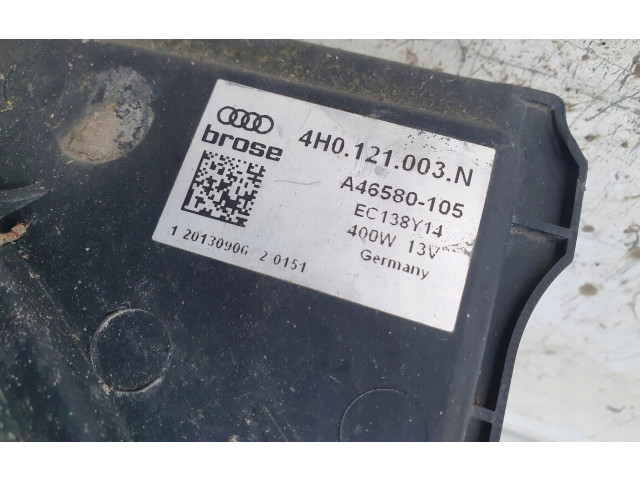 brose
4H0.121.003.N
A46580-105
EC138Y14
400W 13V
Germany
1 20130906 2 0151